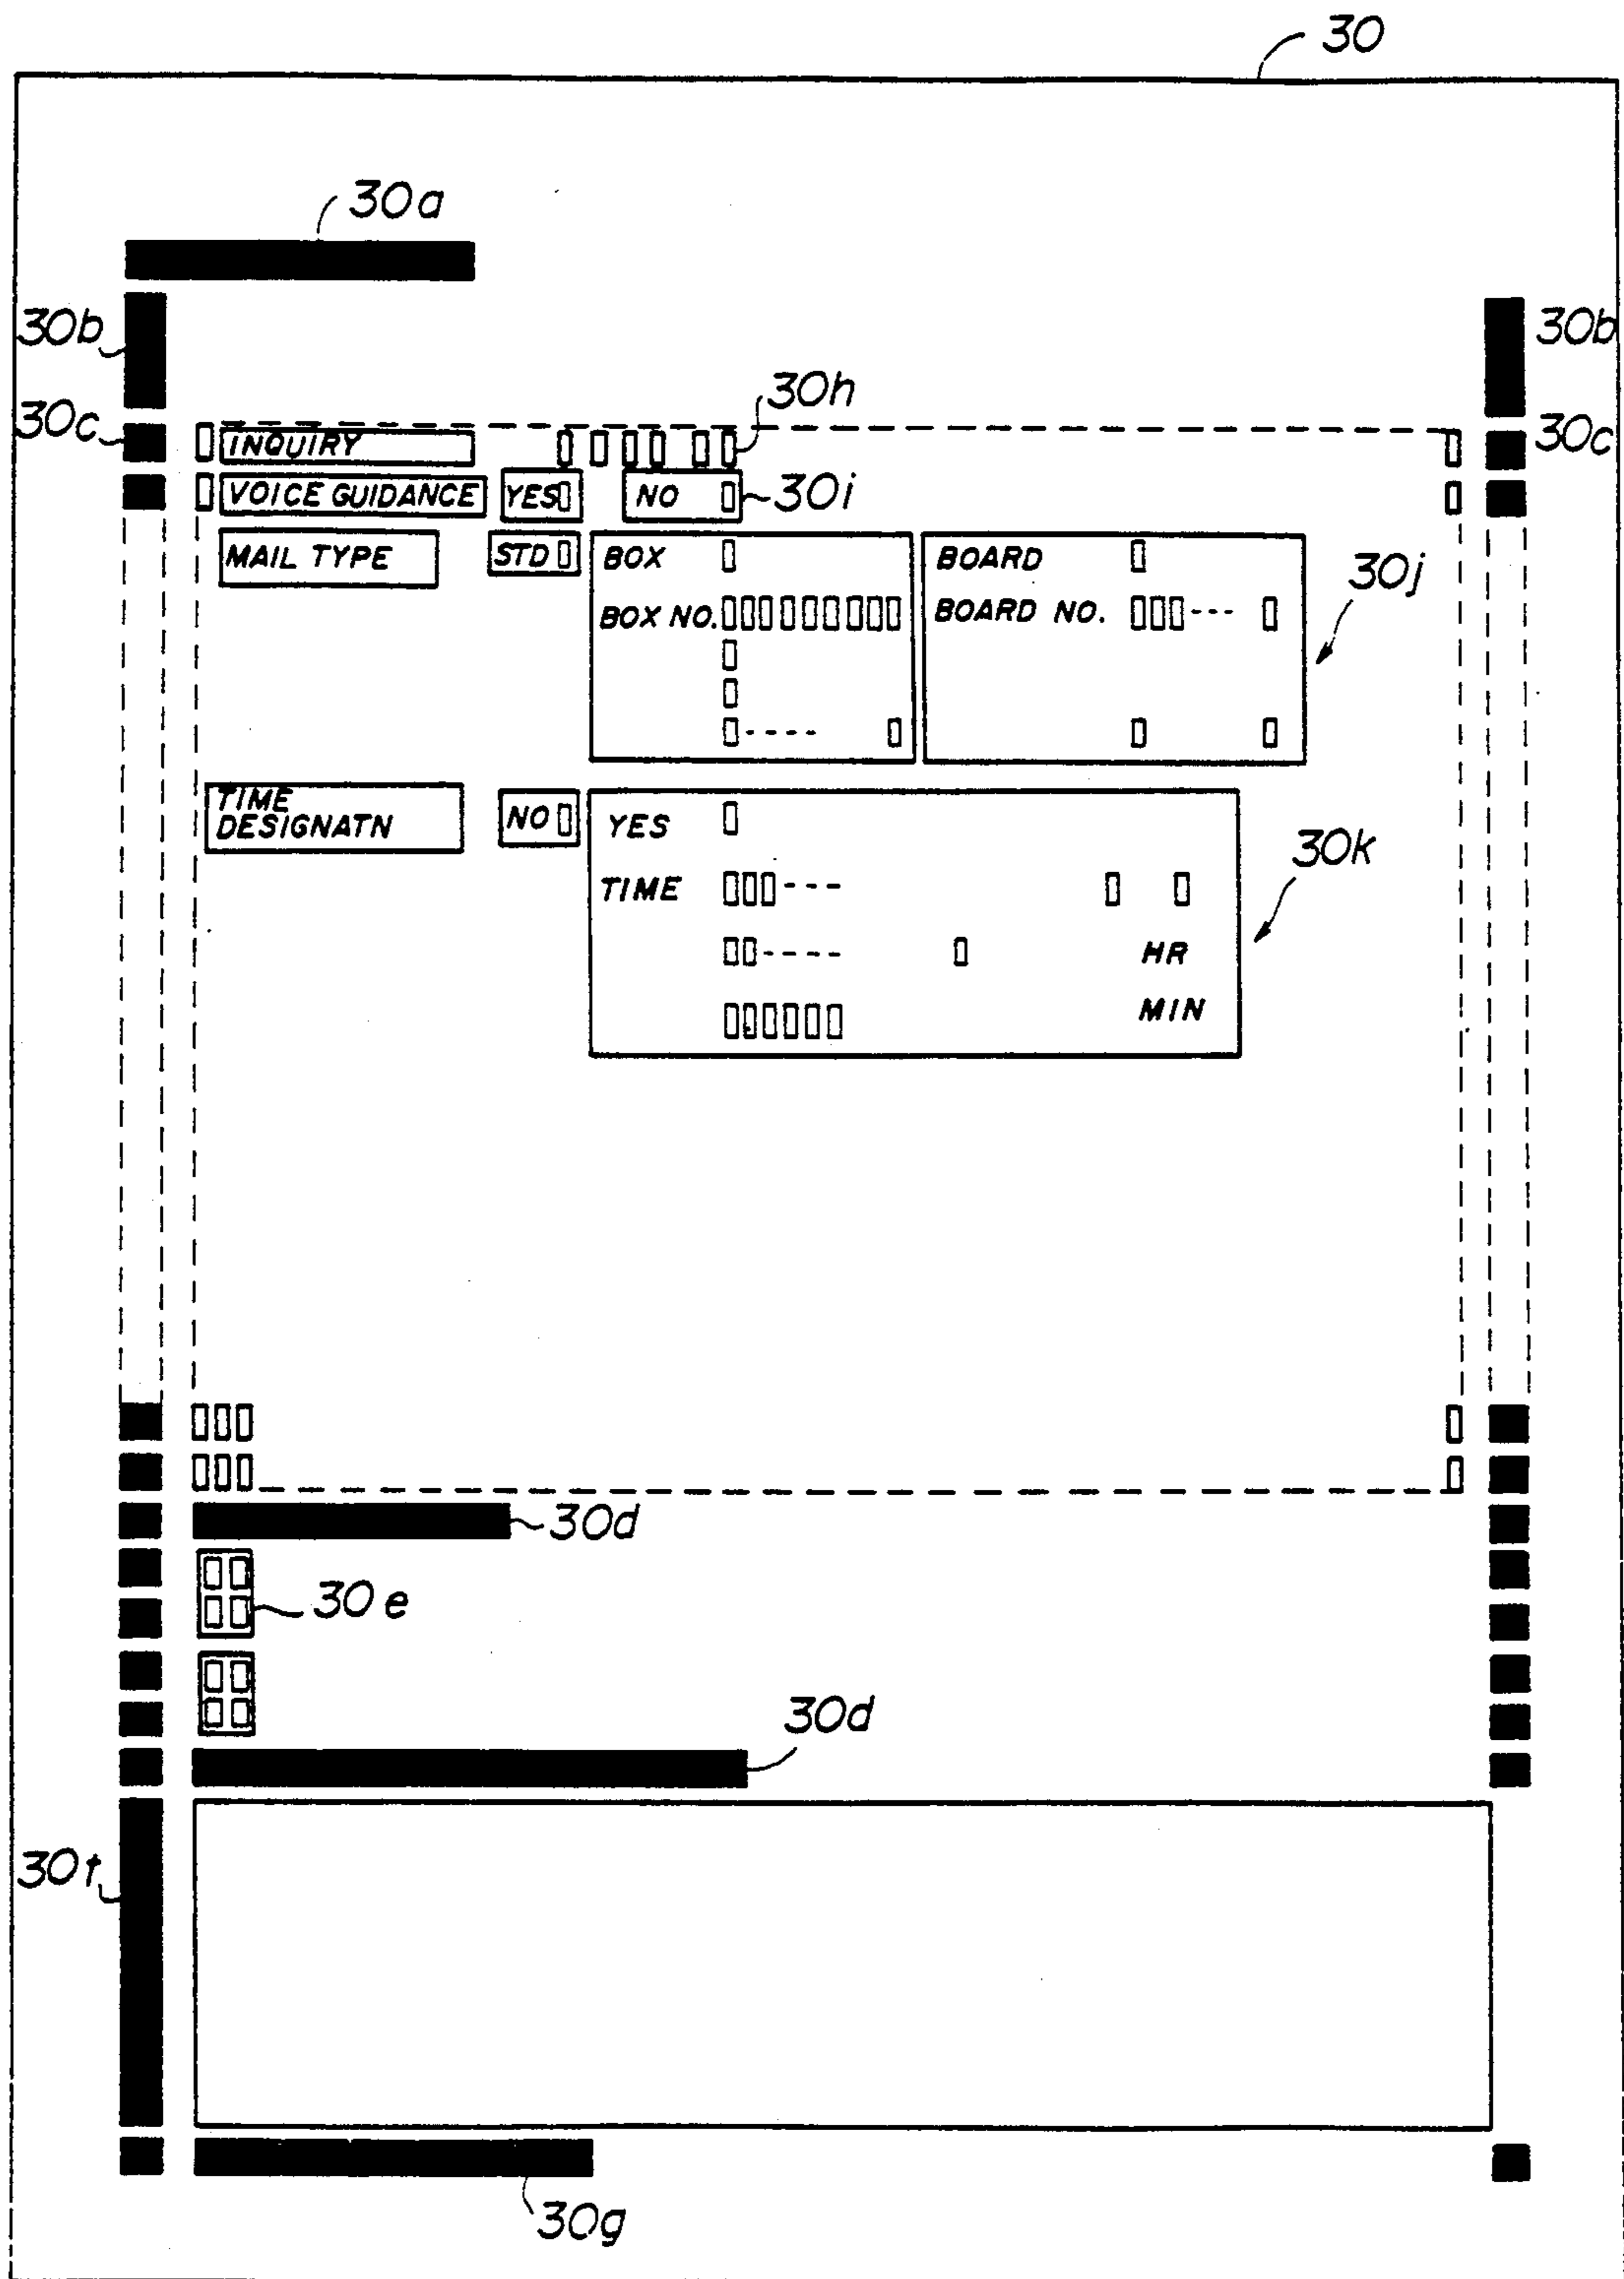 30
30a
30b 30b
30c 30h 30c
INQUIRY
VOICE GUIDANCE YES NO 30i
MAIL TYPE STD BOX BOARD 30j
BOX NO. --- BOARD NO. ---
----
TIME
DESIGNATN NO YES 30k
TIME ---
---- HR
MIN
30d
30e
30d
30f
30g